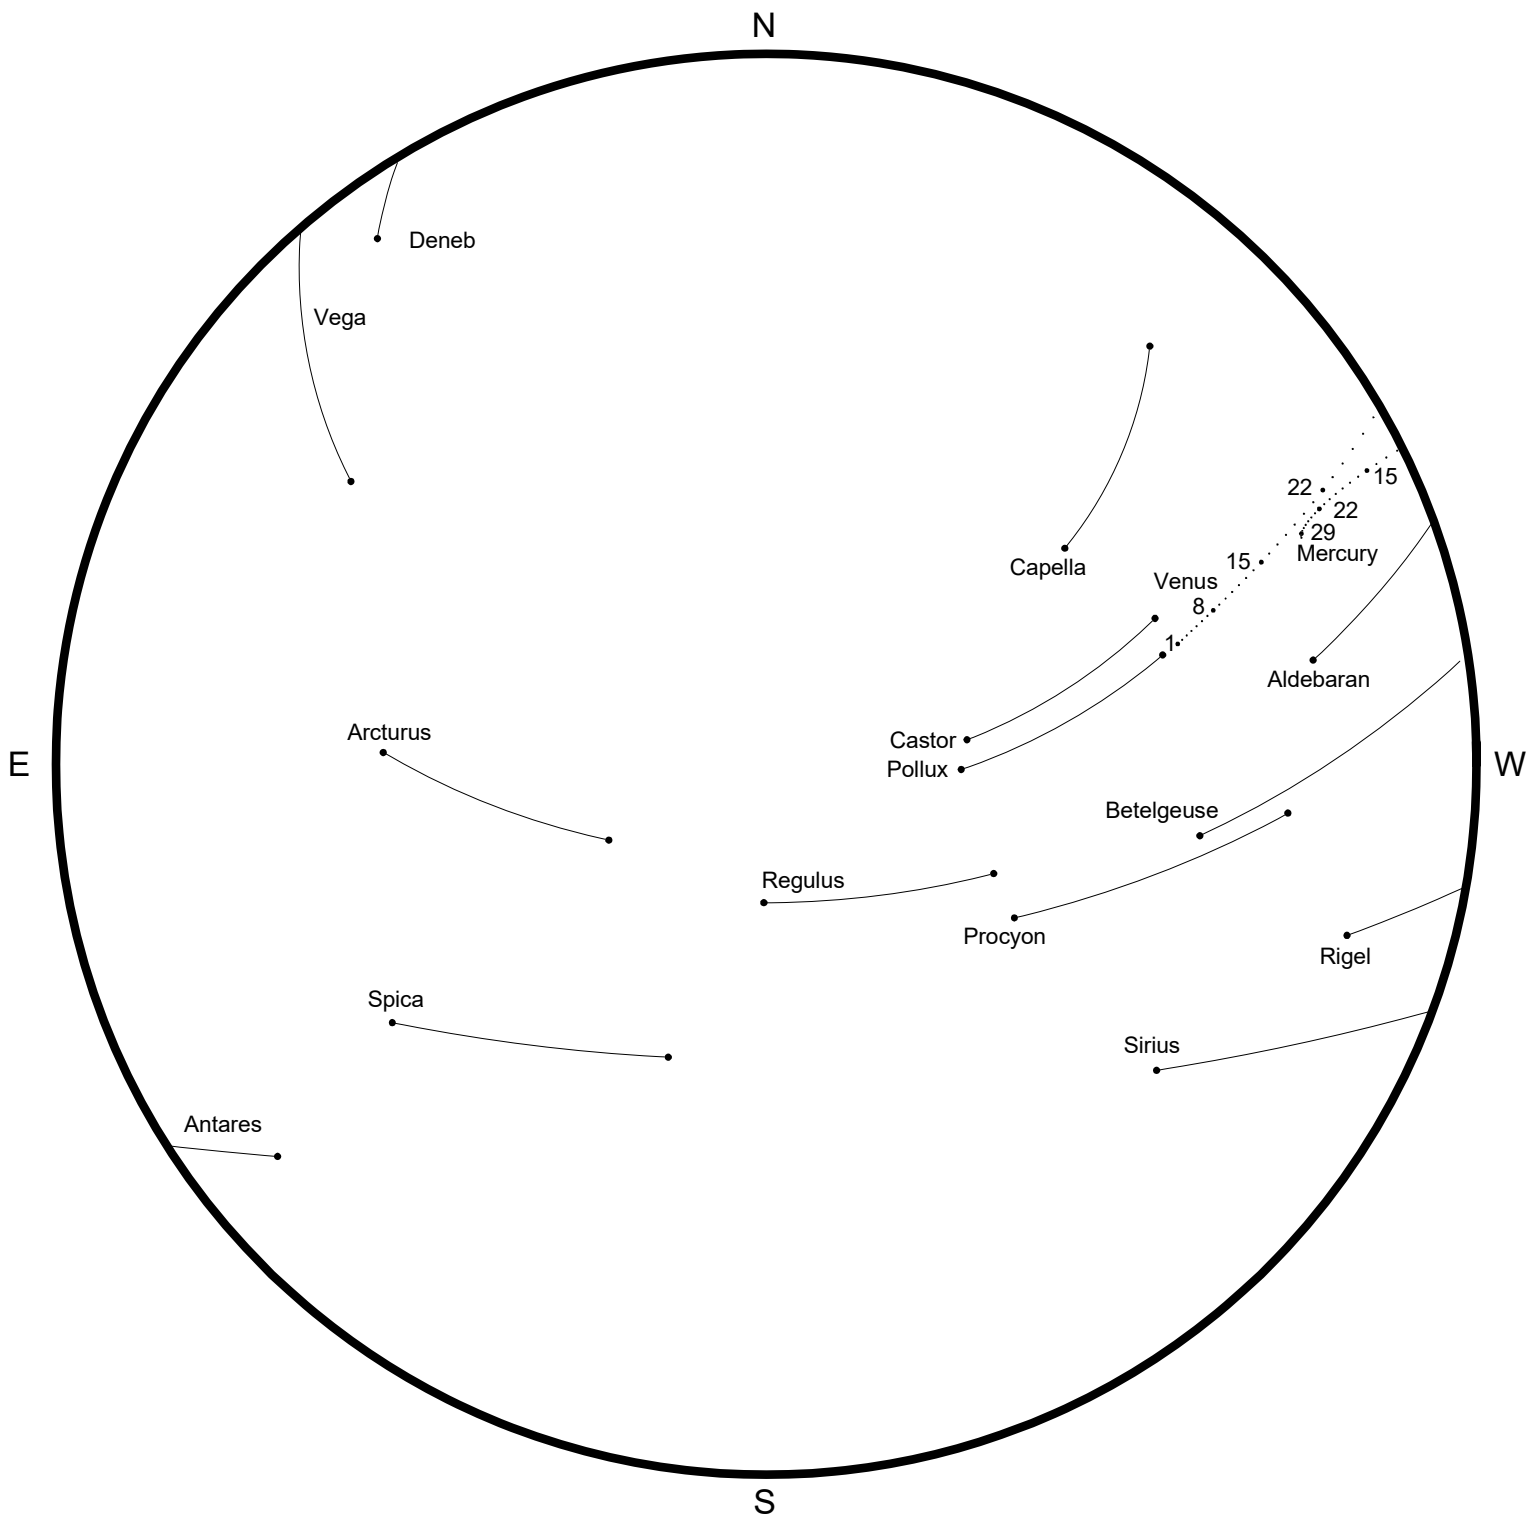 N
Deneb
Vega
15
22
22
29
Mercury
Capella
15
Venus
8
1
Aldebaran
Arcturus
Castor
Pollux
E
W
Betelgeuse
Regulus
Procyon
Rigel
Spica
Sirius
Antares
S